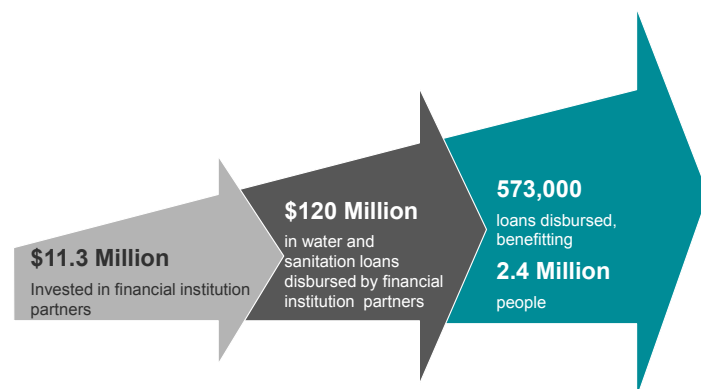 $11.3 Million
Invested in financial institution
partners
$120 Million
in water and
sanitation loans
disbursed by financial
institution  partners
573,000
loans disbursed,
benefitting
2.4 Million
people